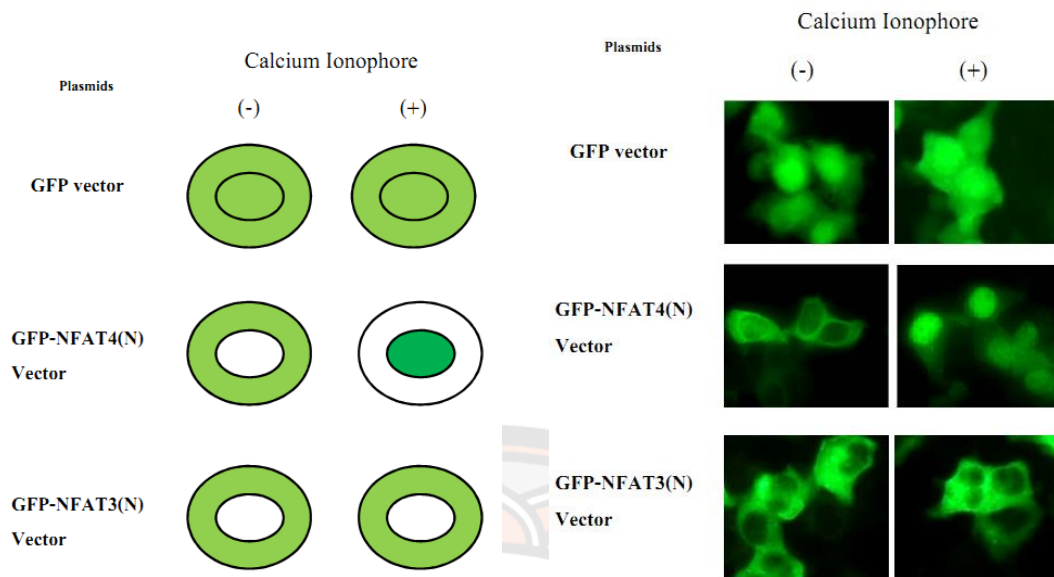 Calcium Ionophore
Plasmids
(-) (+)
GFP vector
GFP-NFAT4(N)
Vector
GFP-NFAT3(N)
Vector
Calcium Ionophore
Plasmids
(-) (+)
GFP vector
GFP-NFAT4(N)
Vector
GFP-NFAT3(N)
Vector